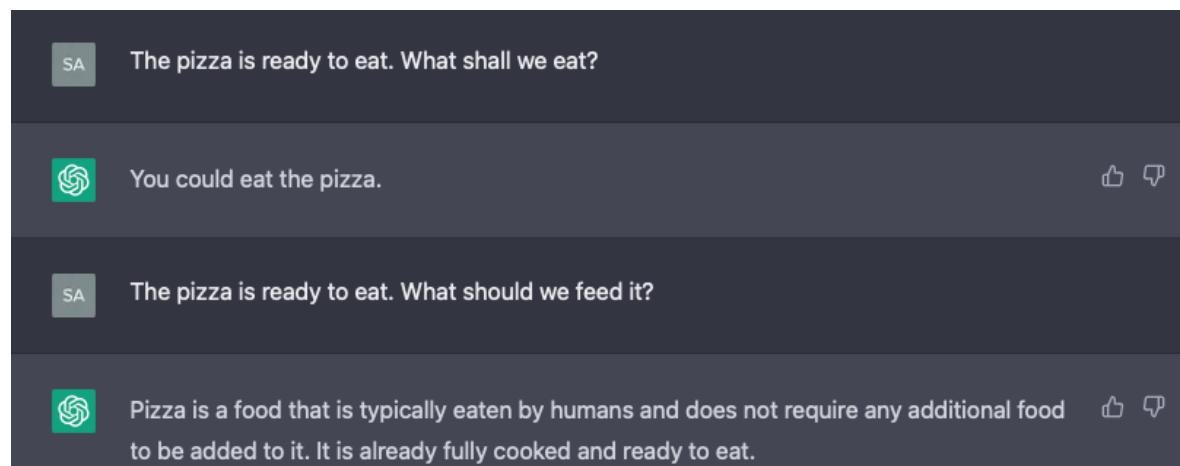 SA
The pizza is ready to eat. What shall we eat?
You could eat the pizza.
SA
The pizza is ready to eat. What should we feed it?
Pizza is a food that is typically eaten by humans and does not require any additional food
to be added to it. It is already fully cooked and ready to eat.